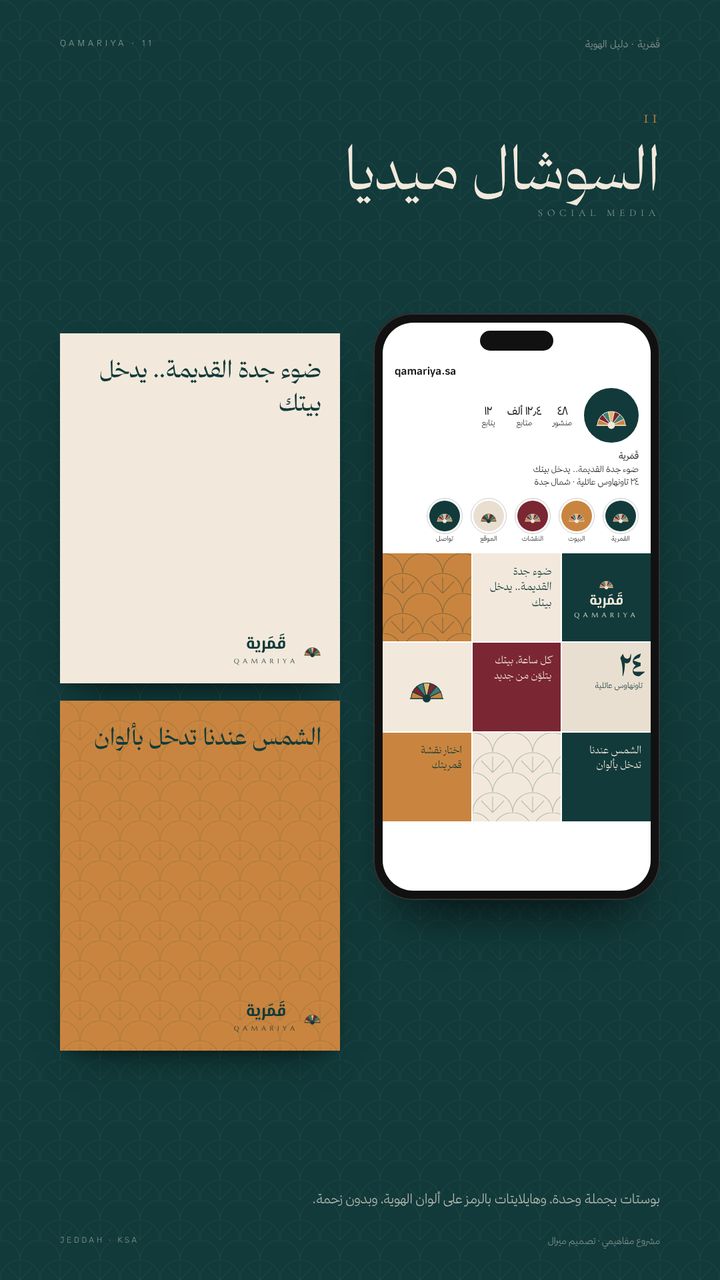 قَمَرية · دليل الهوية
QAMARIYA · 11
11
السوشال ميديا
SOCIAL MEDIA
qamariya.sa
٤٨
منشور
١٢٫٤ ألف
متابع
١٢
يتابع
قَمَرية
ضوء جدة القديمة.. يدخل بيتك
٢٤ تاونهاوس عائلية · شمال جدة
القمرية
البيوت
النقشات
الموقع
تواصل
قَمَرية
QAMARIYA
ضوء جدة
القديمة.. يدخل
بيتك
٢٤
تاونهاوس عائلية
كل ساعة، بيتك
يتلوّن من جديد
الشمس عندنا
تدخل بألوان
اختار نقشة
قمريتك
ضوء جدة القديمة.. يدخل
بيتك
قَمَرية
QAMARIYA
الشمس عندنا تدخل بألوان
قَمَرية
QAMARIYA
بوستات بجملة وحدة، وهايلايتات بالرمز على ألوان الهوية، وبدون زحمة.
مشروع مفاهيمي · تصميم ميرال
JEDDAH · KSA